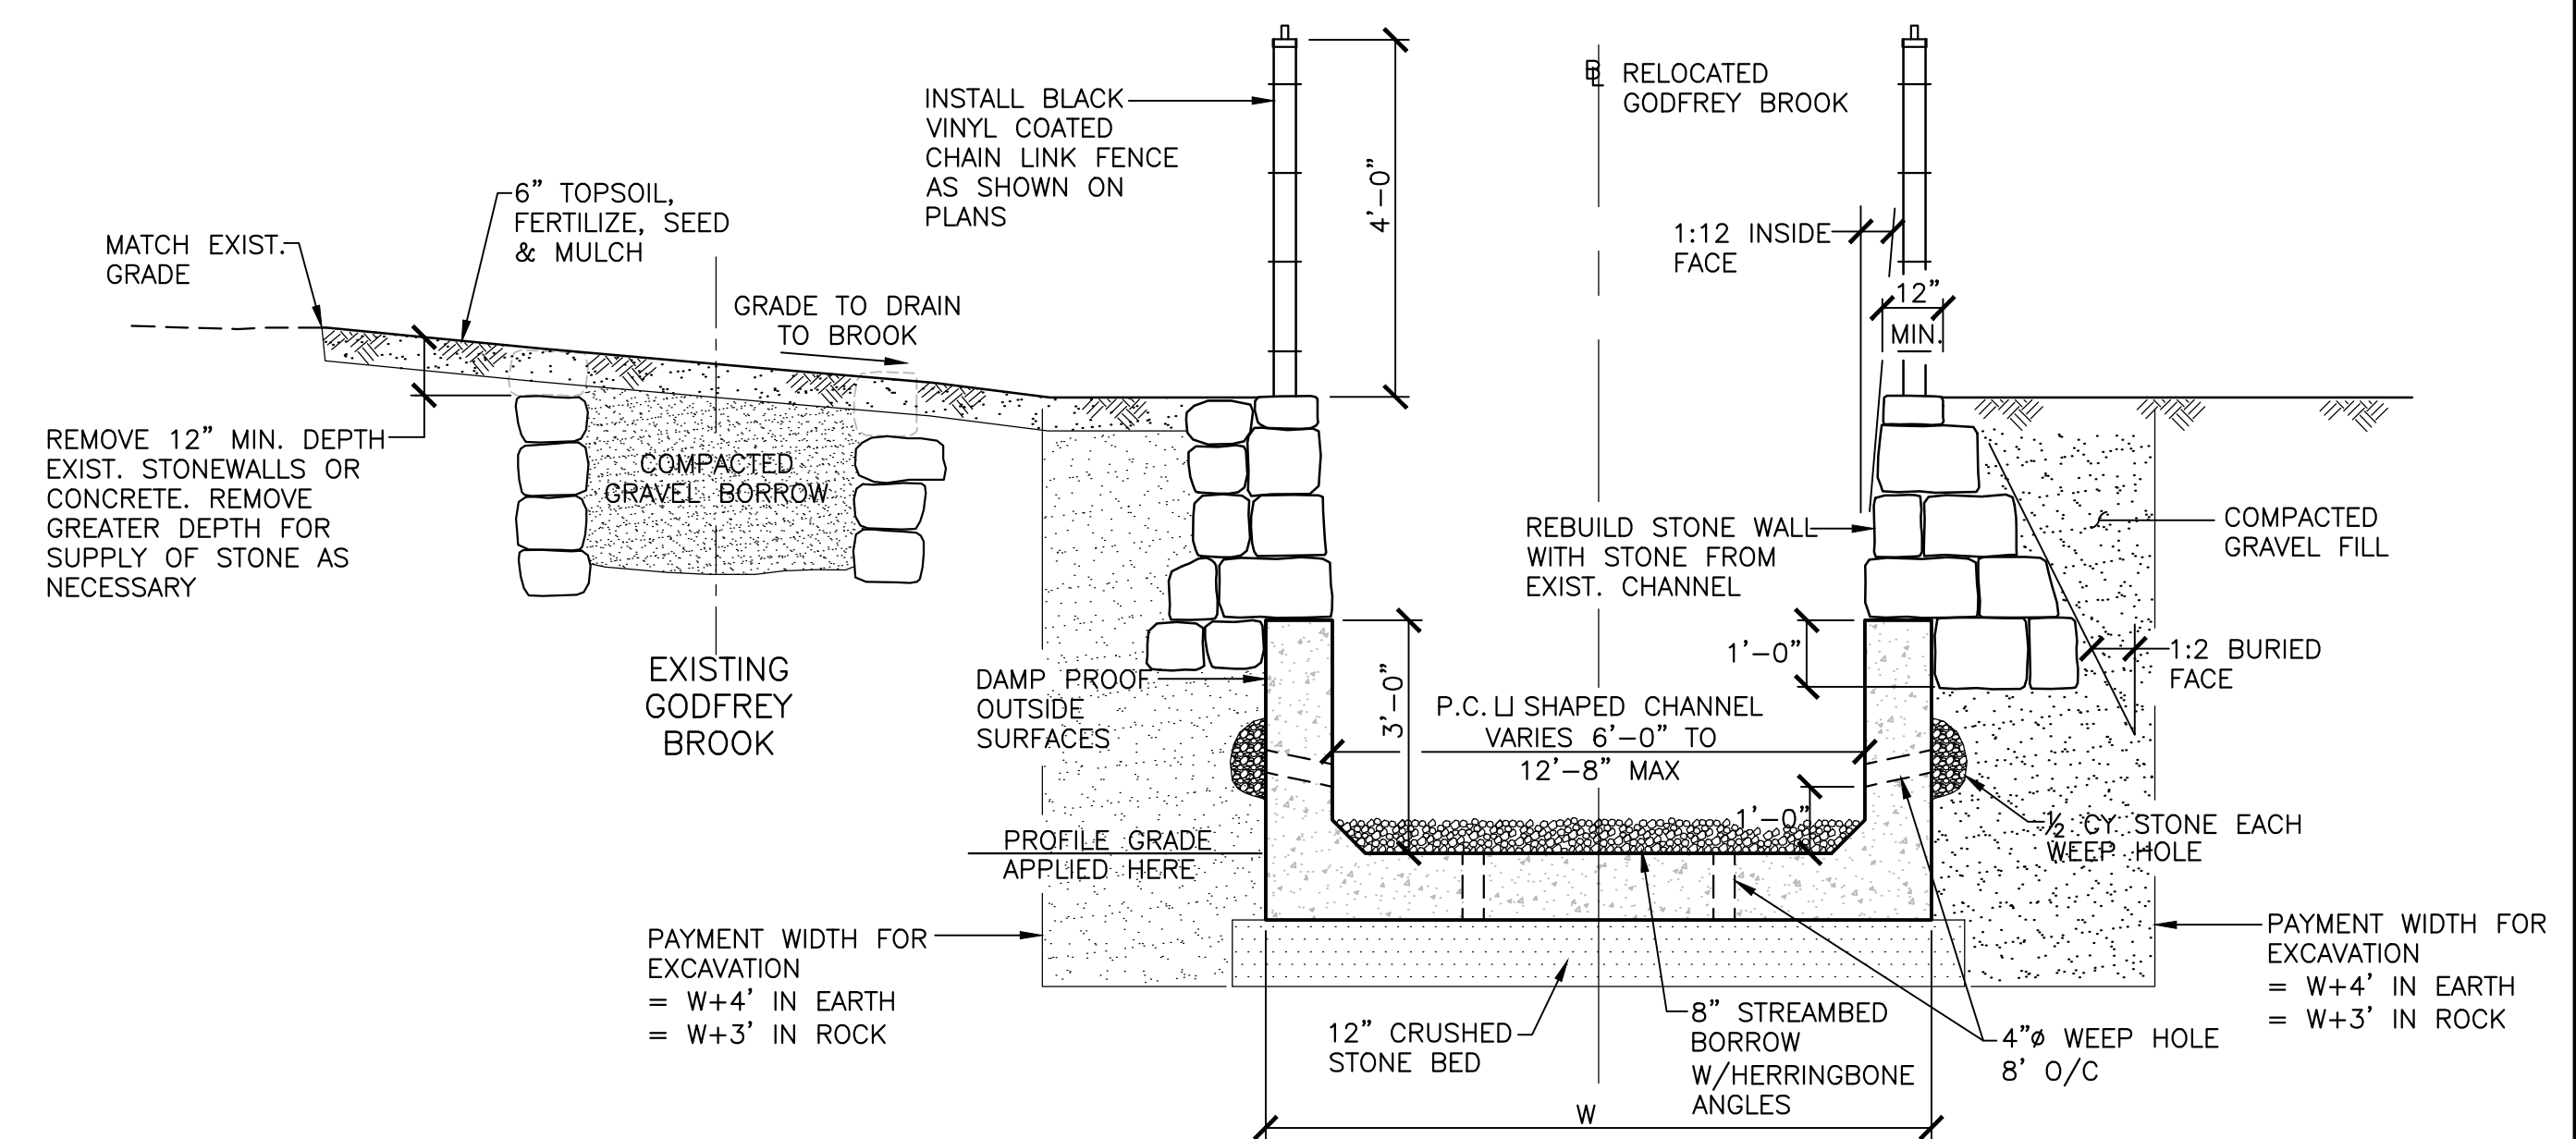 MATCH EXIST.
GRADE
6" TOPSOIL,
FERTILIZE, SEED
& MULCH
GRADE TO DRAIN
TO BROOK
INSTALL BLACK
VINYL COATED
CHAIN LINK FENCE
AS SHOWN ON
PLANS
4'-0"
BL RELOCATED
GODFREY BROOK
1:12 INSIDE
FACE
12"
MIN.
REMOVE 12" MIN. DEPTH
EXIST. STONEWALLS OR
CONCRETE. REMOVE
GREATER DEPTH FOR
SUPPLY OF STONE AS
NECESSARY
COMPACTED
GRAVEL BORROW
EXISTING
GODFREY
BROOK
REBUILD STONE WALL
WITH STONE FROM
EXIST. CHANNEL
COMPACTED
GRAVEL FILL
1:2 BURIED
FACE
DAMP PROOF
OUTSIDE
SURFACES
3'-0"
1'-0"
P.C. ⊔ SHAPED CHANNEL
VARIES 6'-0" TO
12'-8" MAX
1'-0"
½ CY STONE EACH
WEEP HOLE
PROFILE GRADE
APPLIED HERE
PAYMENT WIDTH FOR
EXCAVATION
= W+4' IN EARTH
= W+3' IN ROCK
12" CRUSHED
STONE BED
8" STREAMBED
BORROW
W/HERRINGBONE
ANGLES
4"ø WEEP HOLE
8' O/C
PAYMENT WIDTH FOR
EXCAVATION
= W+4' IN EARTH
= W+3' IN ROCK
W